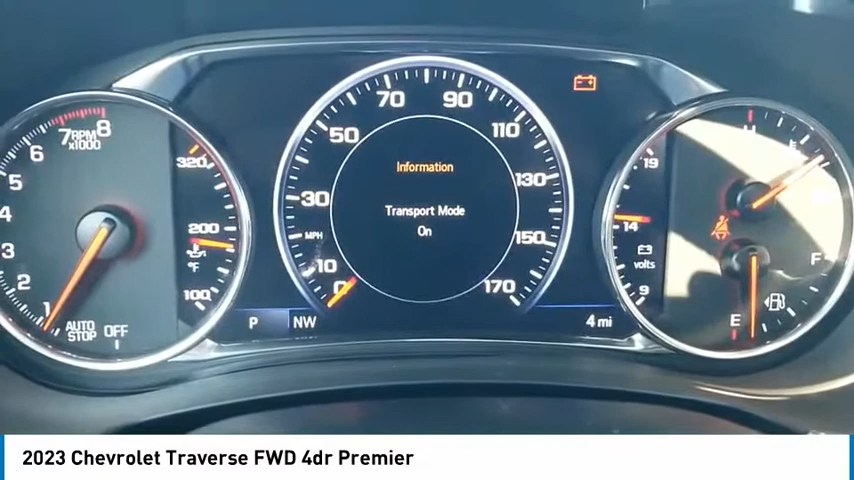 RPM
x1000
8
7
6
5
4
3
2
1
AUTO
STOP
OFF
320
200
°F
100
P
NW
0
10
MPH
30
50
70
90
110
130
150
170
Information
Transport Mode
On
4 mi
19
14
volts
9
H
F
E
2023 Chevrolet Traverse FWD 4dr Premier